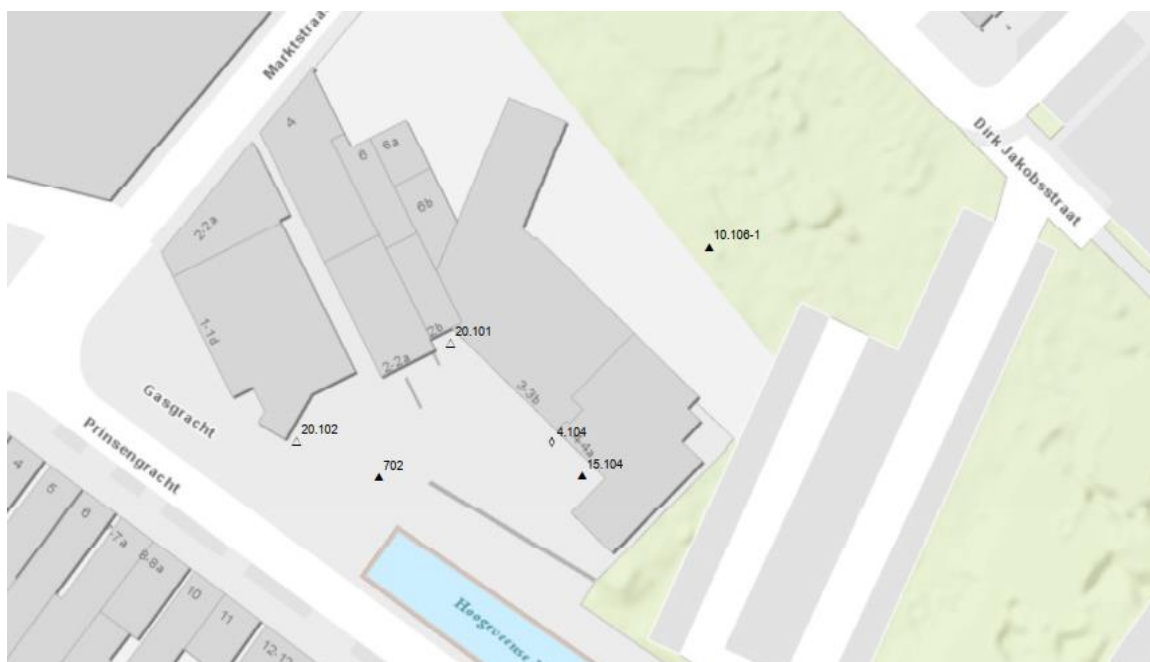 Marktstraat
Dirk Jakobsstraat
4
6
6a
6b
2-2a
10.106-1
1-1d
2b
20.101
2-2a
3-3b
Gasgracht
20.102
4.104
4a
Prinsengracht
702
15.104
4
5
6
-7a
8-8a
10
11
12-12
Hoogeveense